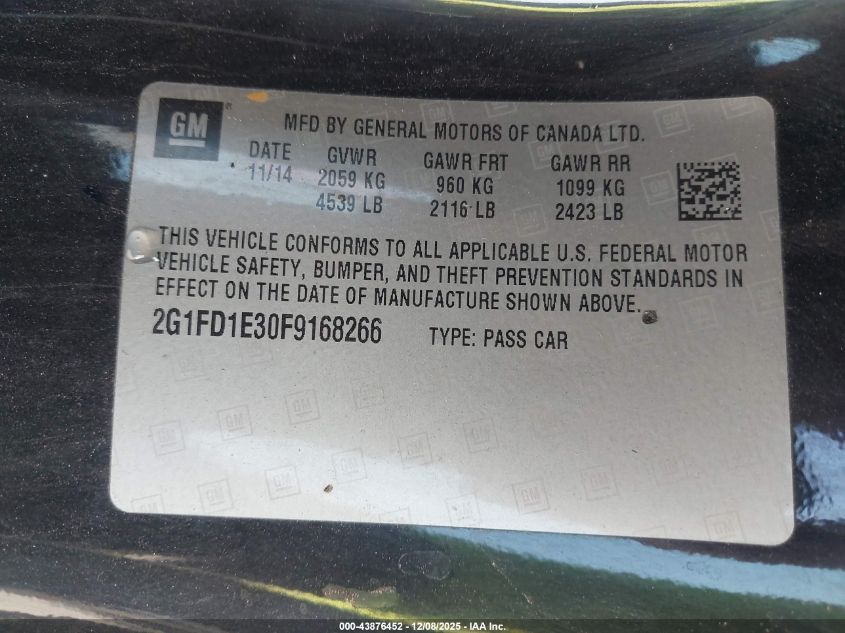 GM
MFD BY GENERAL MOTORS OF CANADA LTD.
DATE GVWR GAWR FRT GAWR RR
11/14 2059 KG 960 KG 1099 KG
4539 LB 2116 LB 2423 LB
THIS VEHICLE CONFORMS TO ALL APPLICABLE U.S. FEDERAL MOTOR
VEHICLE SAFETY, BUMPER, AND THEFT PREVENTION STANDARDS IN
EFFECT ON THE DATE OF MANUFACTURE SHOWN ABOVE.
2G1FD1E30F9168266 TYPE: PASS CAR
000-43876452 - 12/08/2025 - IAA Inc.